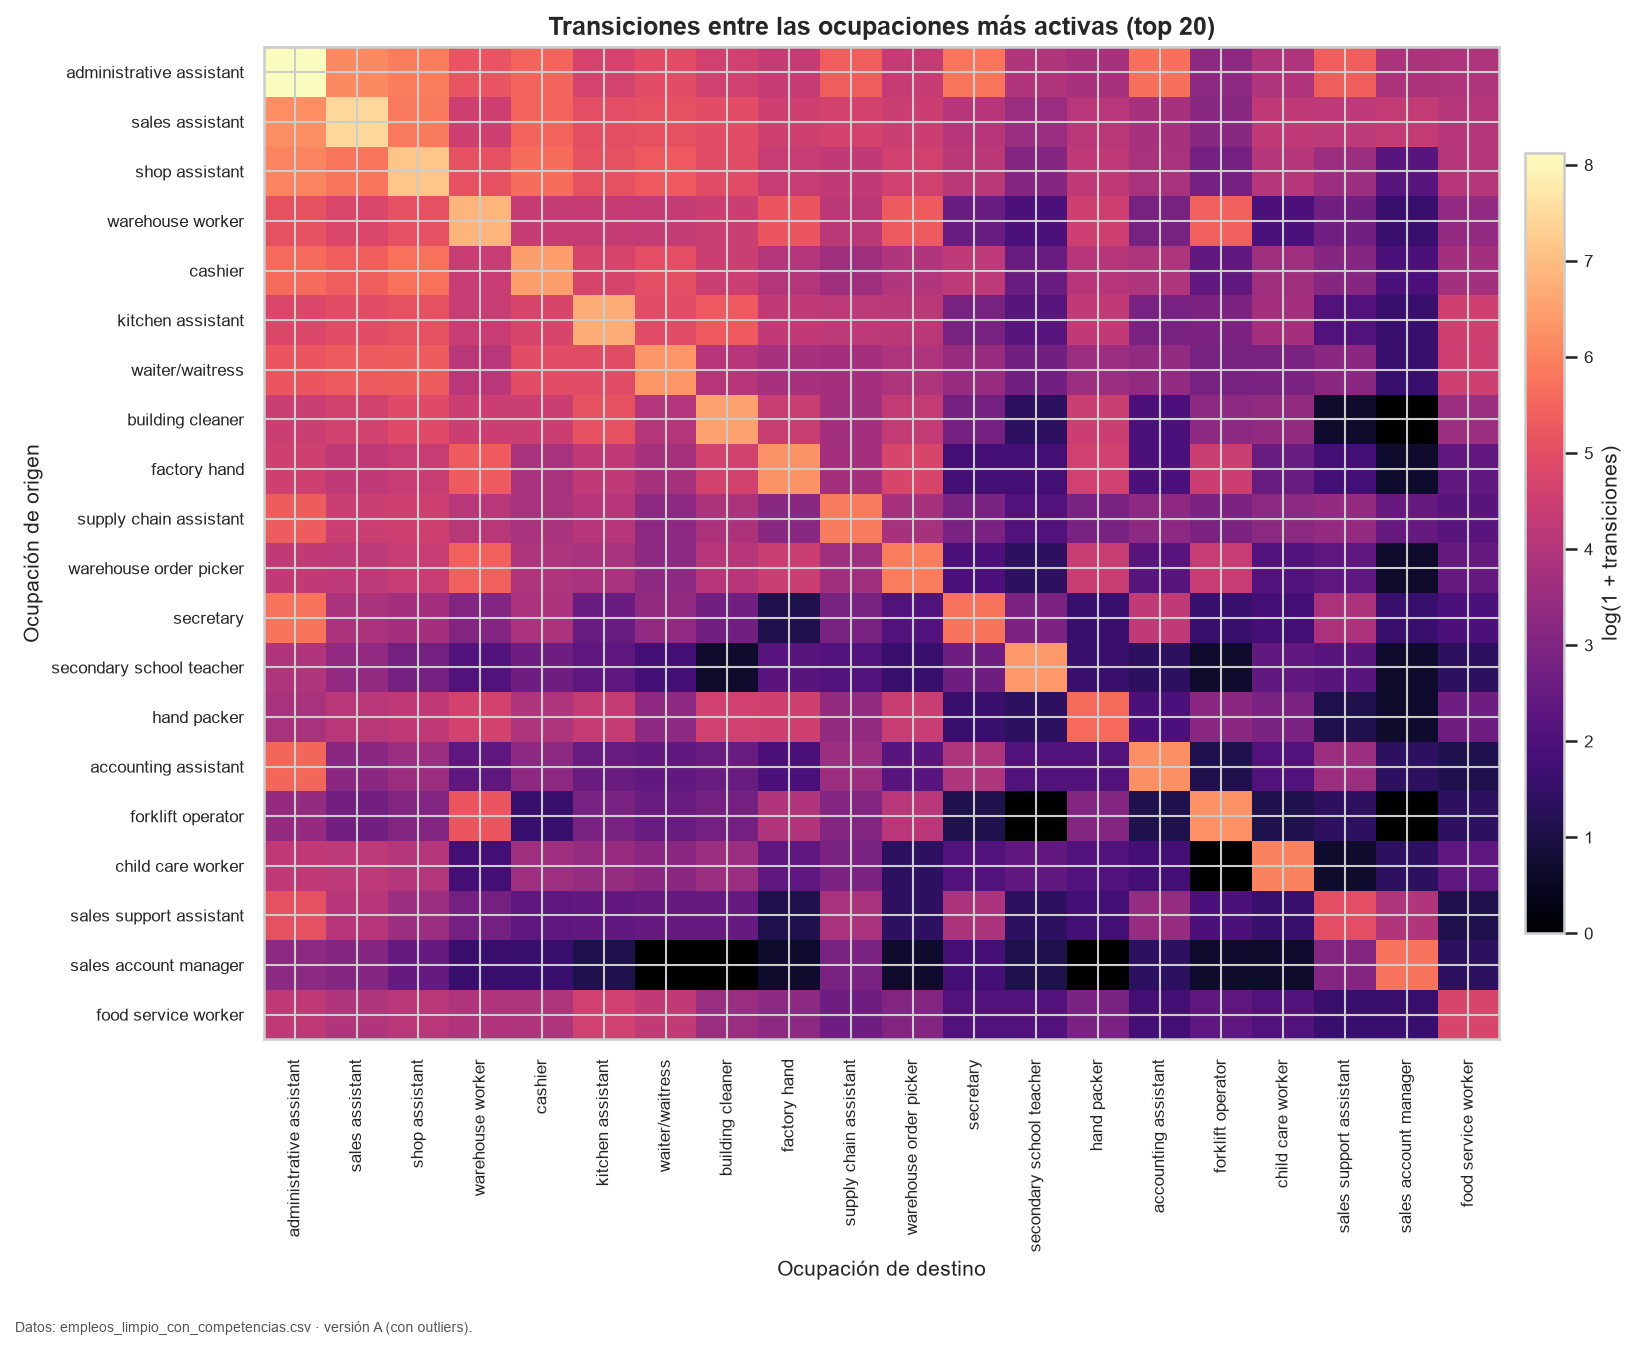 Transiciones entre las ocupaciones más activas (top 20)
Ocupación de origen
administrative assistant
sales assistant
shop assistant
warehouse worker
cashier
kitchen assistant
waiter/waitress
building cleaner
factory hand
supply chain assistant
warehouse order picker
secretary
secondary school teacher
hand packer
accounting assistant
forklift operator
child care worker
sales support assistant
sales account manager
food service worker
administrative assistant
sales assistant
shop assistant
warehouse worker
cashier
kitchen assistant
waiter/waitress
building cleaner
factory hand
supply chain assistant
warehouse order picker
secretary
secondary school teacher
hand packer
accounting assistant
forklift operator
child care worker
sales support assistant
sales account manager
food service worker
Ocupación de destino
8
7
6
5
4
3
2
1
0
log(1 + transiciones)
Datos: empleos_limpio_con_competencias.csv · versión A (con outliers).